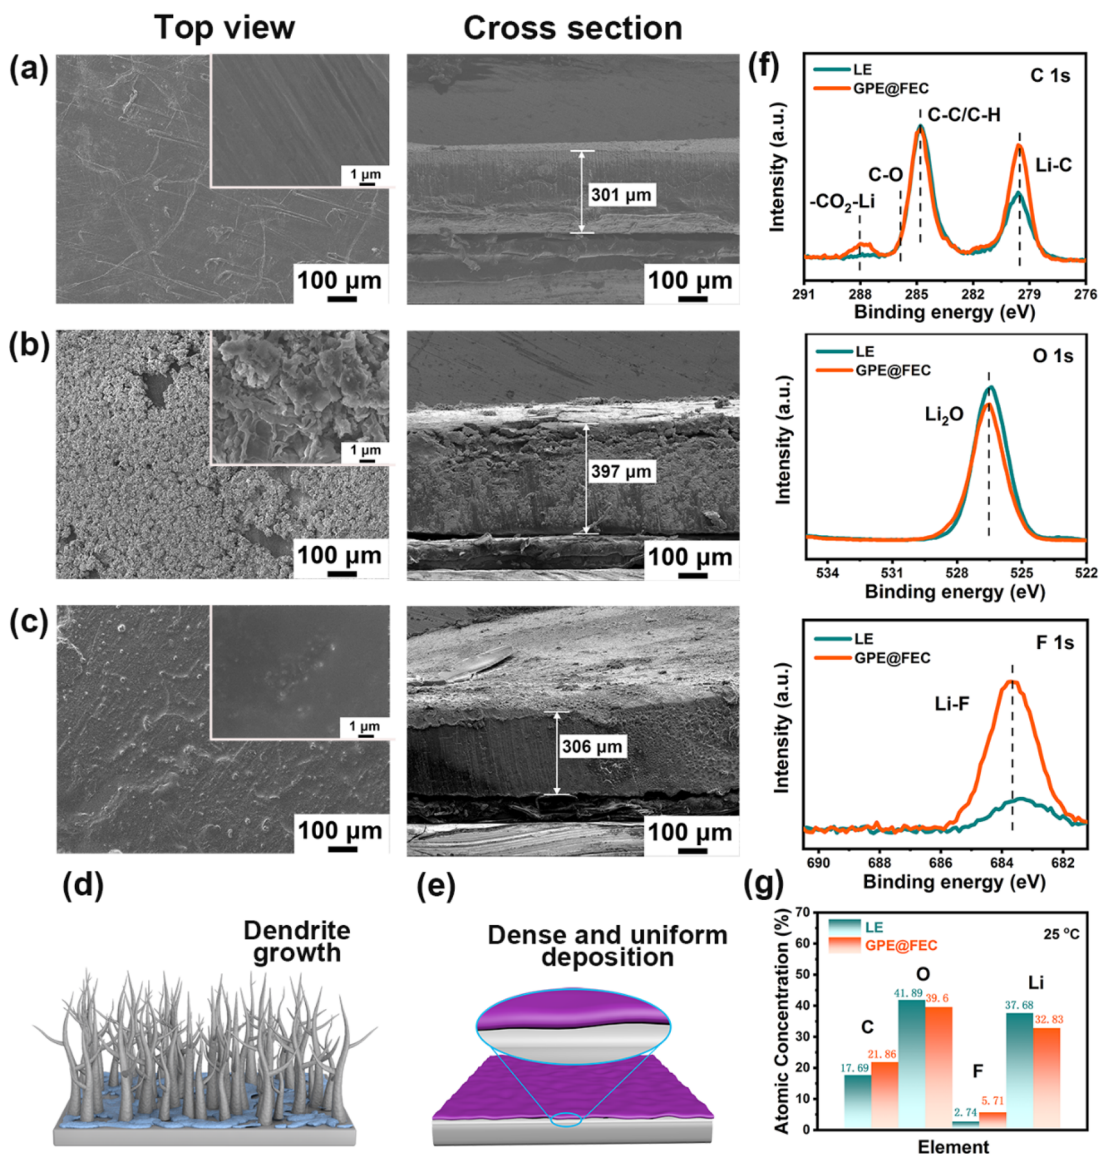 Top view
Cross section
(a)
1 μm
100 μm
301 μm
100 μm
(b)
1 μm
100 μm
397 μm
100 μm
(c)
1 μm
100 μm
306 μm
100 μm
(d)
Dendrite
growth
(e)
Dense and uniform
deposition
(f)
LE
GPE@FEC
C 1s
C-C/C-H
C-O
Li-C
-CO₂-Li
Intensity (a.u.)
291 288 285 282 279 276
Binding energy (eV)
LE
GPE@FEC
O 1s
Li₂O
Intensity (a.u.)
534 531 528 525 522
Binding energy (eV)
LE
GPE@FEC
F 1s
Li-F
Intensity (a.u.)
690 688 686 684 682
Binding energy (eV)
(g)
LE
GPE@FEC
25 °C
Atomic Concentration (%)
70
60
50
40
30
20
10
0
C
17.69
21.86
O
41.89
39.6
F
2.74
5.71
Li
37.68
32.83
Element